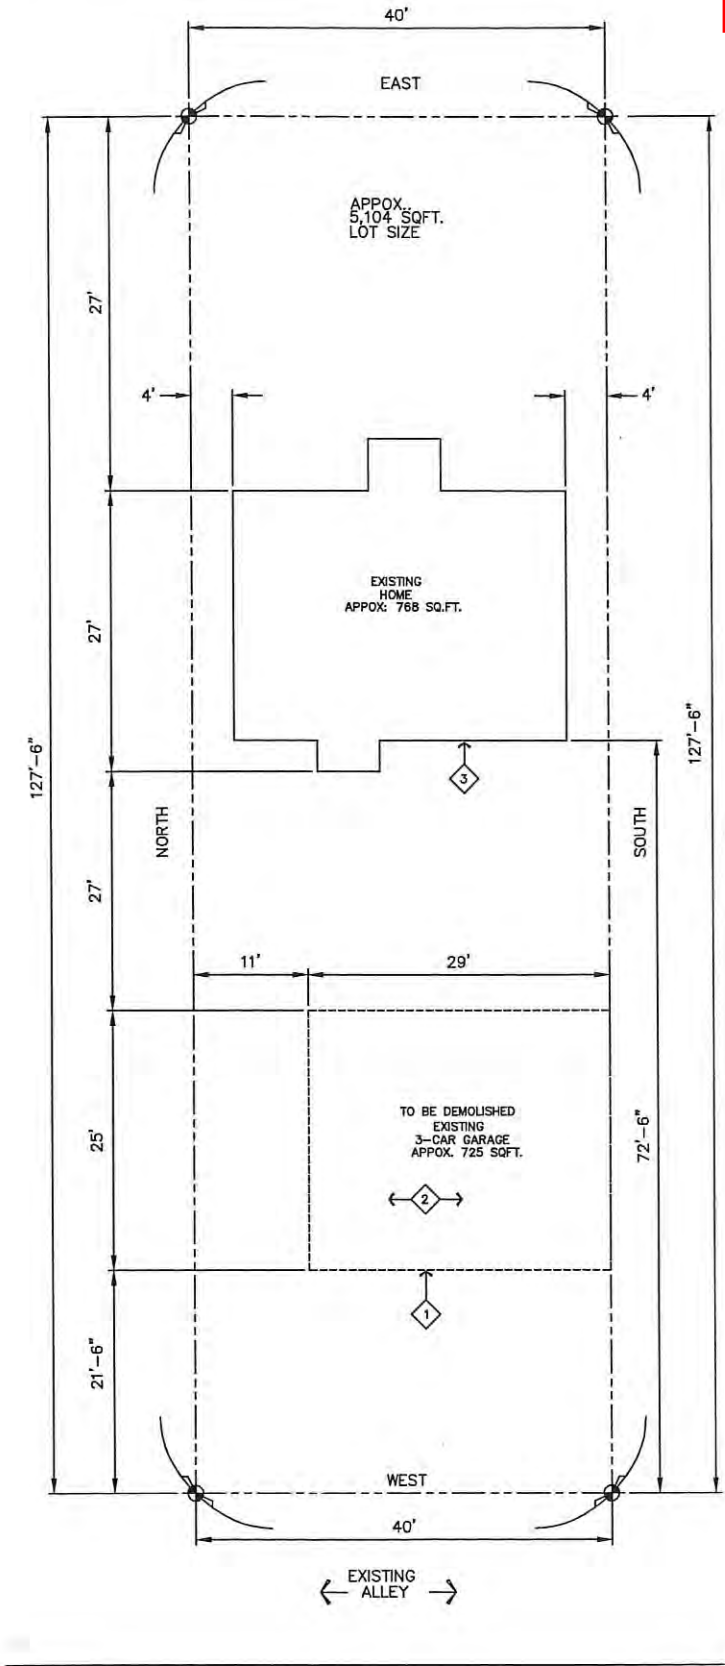 40'
EAST
APPOX..
5,104 SQFT.
LOT SIZE
27'
4'
4'
EXISTING
HOME
APPOX: 768 SQ.FT.
27'
127'-6"
127'-6"
3
NORTH
SOUTH
27'
11'
29'
TO BE DEMOLISHED
EXISTING
3-CAR GARAGE
APPOX. 725 SQFT.
25'
72'-6"
2
1
21'-6"
WEST
40'
EXISTING
ALLEY